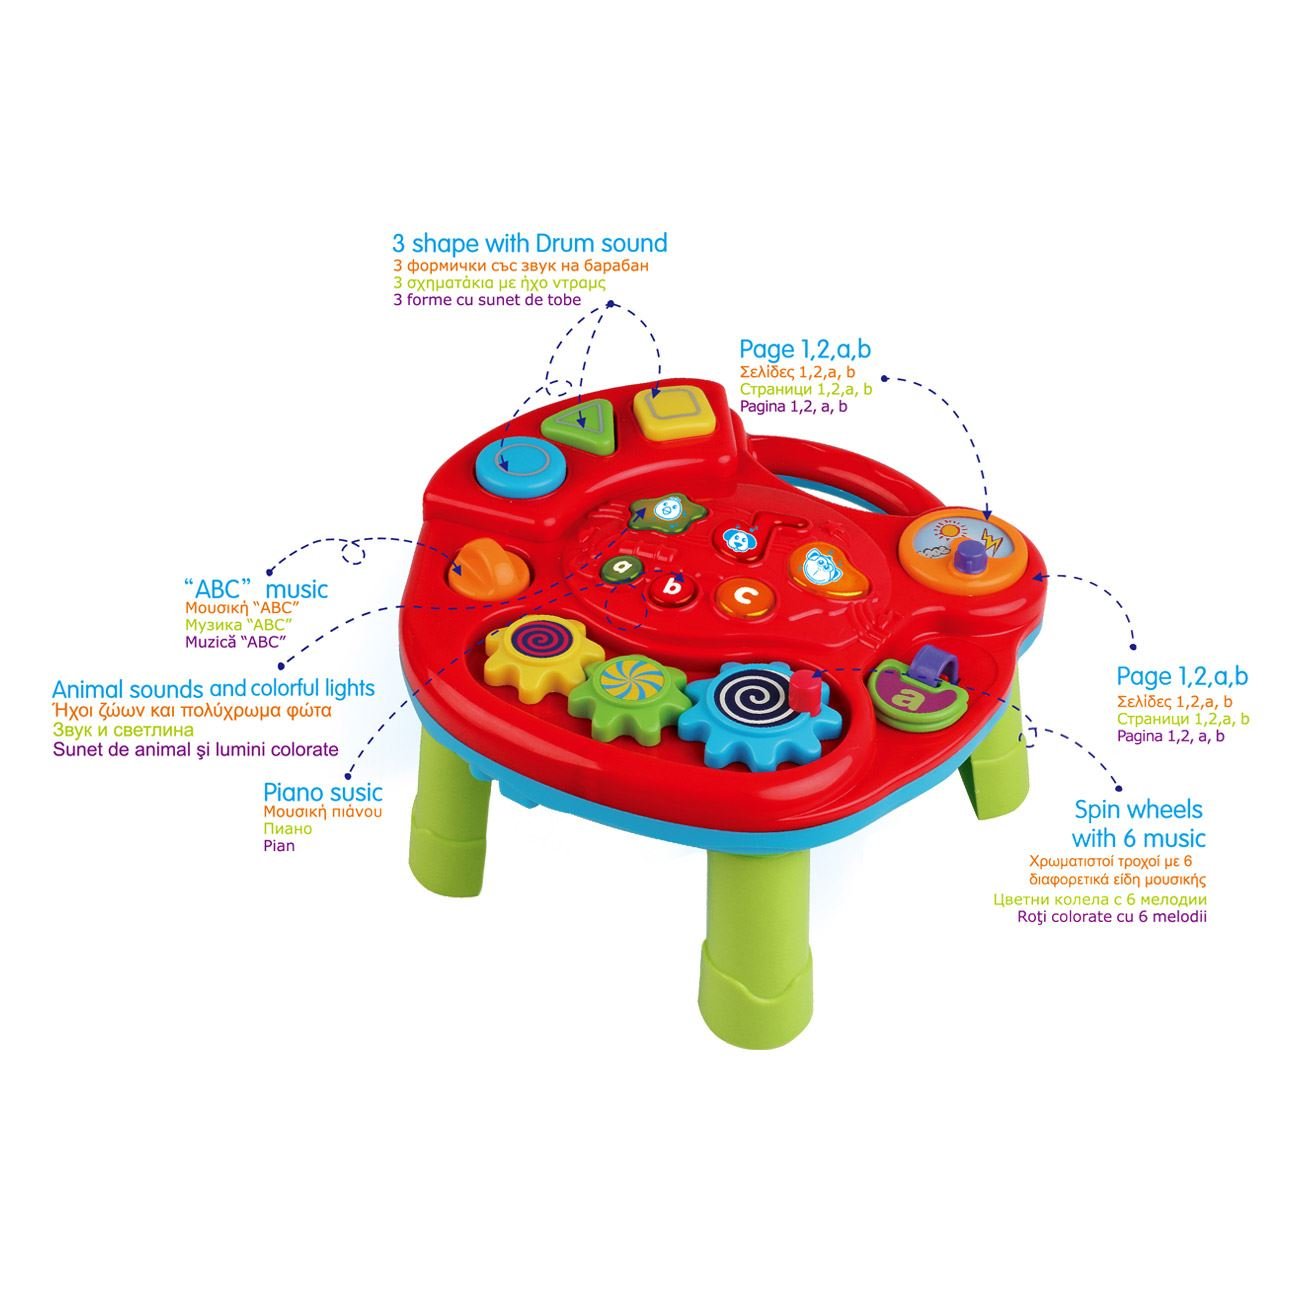 3 shape with Drum sound
3 формички със звук на барабан
3 σχηματάκια με ήχο ντραμς
3 forme cu sunet de tobe
Page 1,2,a,b
Σελίδες 1,2,a, b
Страници 1,2,a, b
Pagina 1,2, a, b
“ABC” music
Μουσική “ABC”
Музика “ABC”
Muzică “ABC”
a
b
c
a
Animal sounds and colorful lights
Ήχοι ζώων και πολύχρωμα φώτα
Звук и светлина
Sunet de animal şi lumini colorate
Page 1,2,a,b
Σελίδες 1,2,a, b
Страници 1,2,a, b
Pagina 1,2, a, b
Piano susic
Μουσική πιάνου
Пиано
Pian
Spin wheels
with 6 music
Χρωματιστοί τροχοί με 6
διαφορετικά είδη μουσικής
Цветни колела с 6 мелодии
Roţi colorate cu 6 melodii